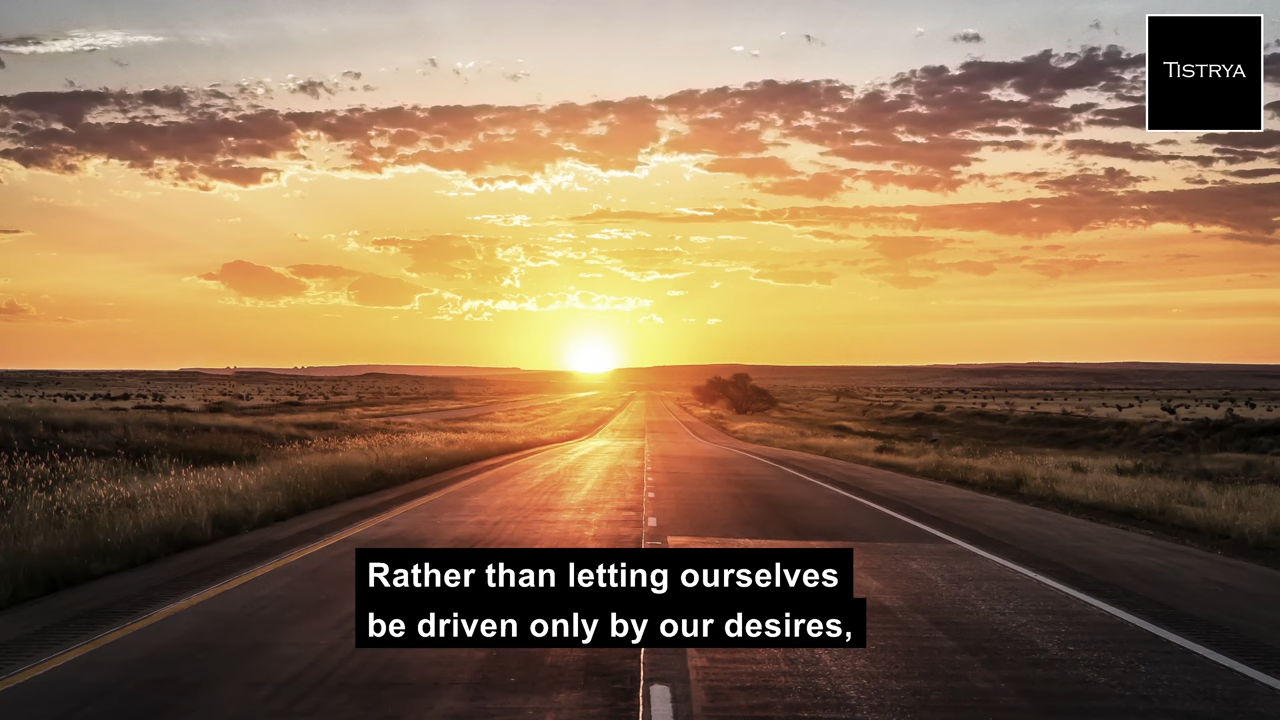 TISTRYA
Rather than letting ourselves
be driven only by our desires,